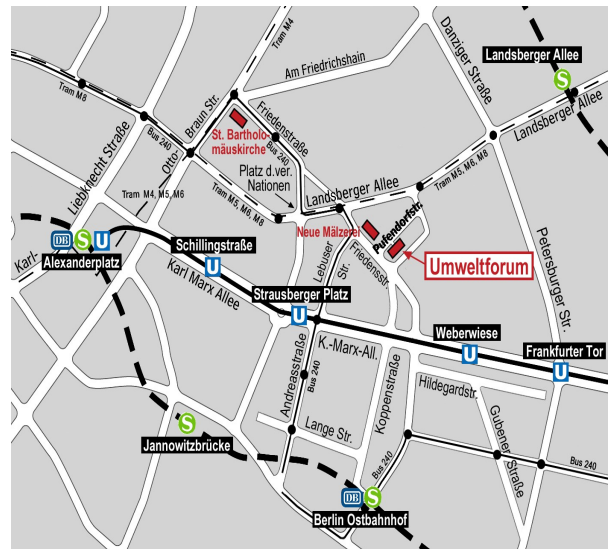 Tram M4
Danziger Straße
Landsberger Allee
S
Am Friedrichshain
Tram M8
Braun Str.
Friedenstraße
Landsberger Allee
Liebknecht Straße
Bus 240
St. Bartholo-
mäuskirche
Bus 240
Otto-
Platz d.ver.
Nationen
Tram M5, M6, M8
Tram M4, M5, M6
Tram M5, M6, M8
Landsberger Allee
Pufendorfstr.
Neue Mälzerei
DB
S
U
Schillingstraße
Karl-
Alexanderplatz
U
Lebuser
Str.
Friedensstr.
Umweltforum
Petersburger Str.
Karl Marx Allee
Strausberger Platz
U
Weberwiese
U
K.-Marx-All.
Frankfurter Tor
U
Andreasstraße
Bus 240
Koppenstraße
Hildegardstr.
Gubener Straße
S
Jannowitzbrücke
Lange Str.
Bus 240
Bus 240
DB
S
Berlin Ostbahnhof